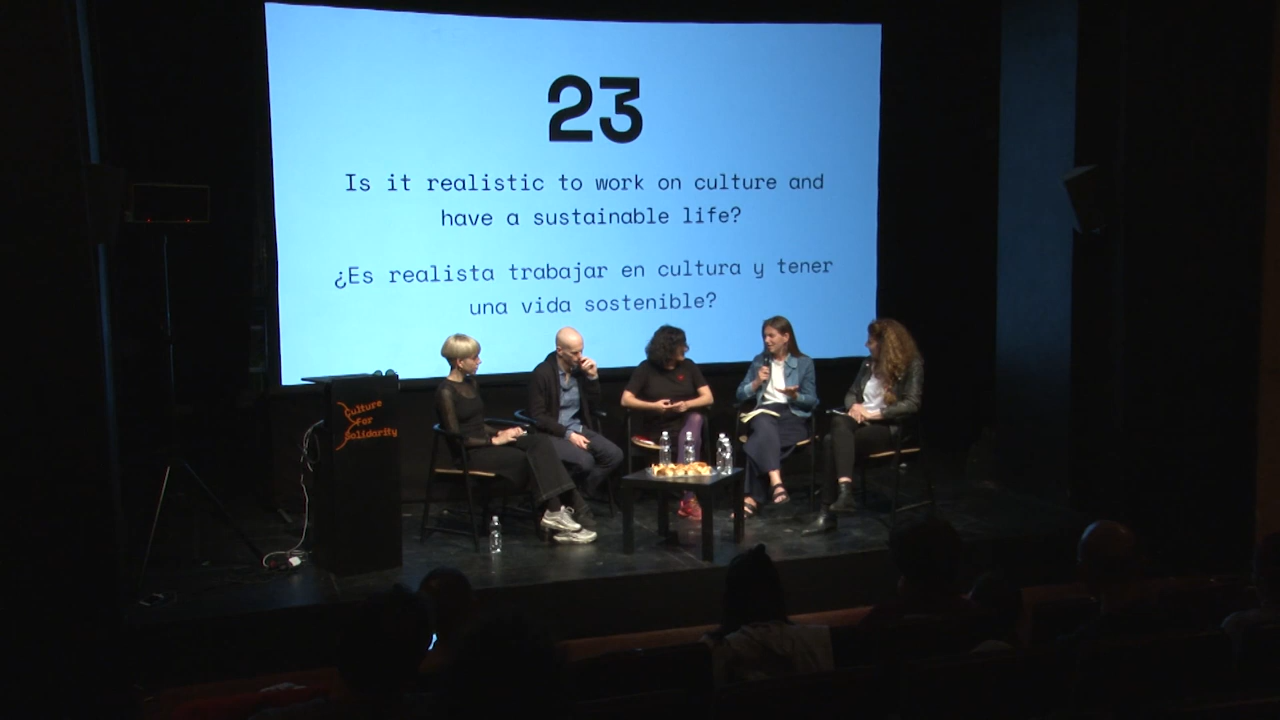 23
Is it realistic to work on culture and
have a sustainable life?
¿Es realista trabajar en cultura y tener
una vida sostenible?
Culture
for
Solidarity